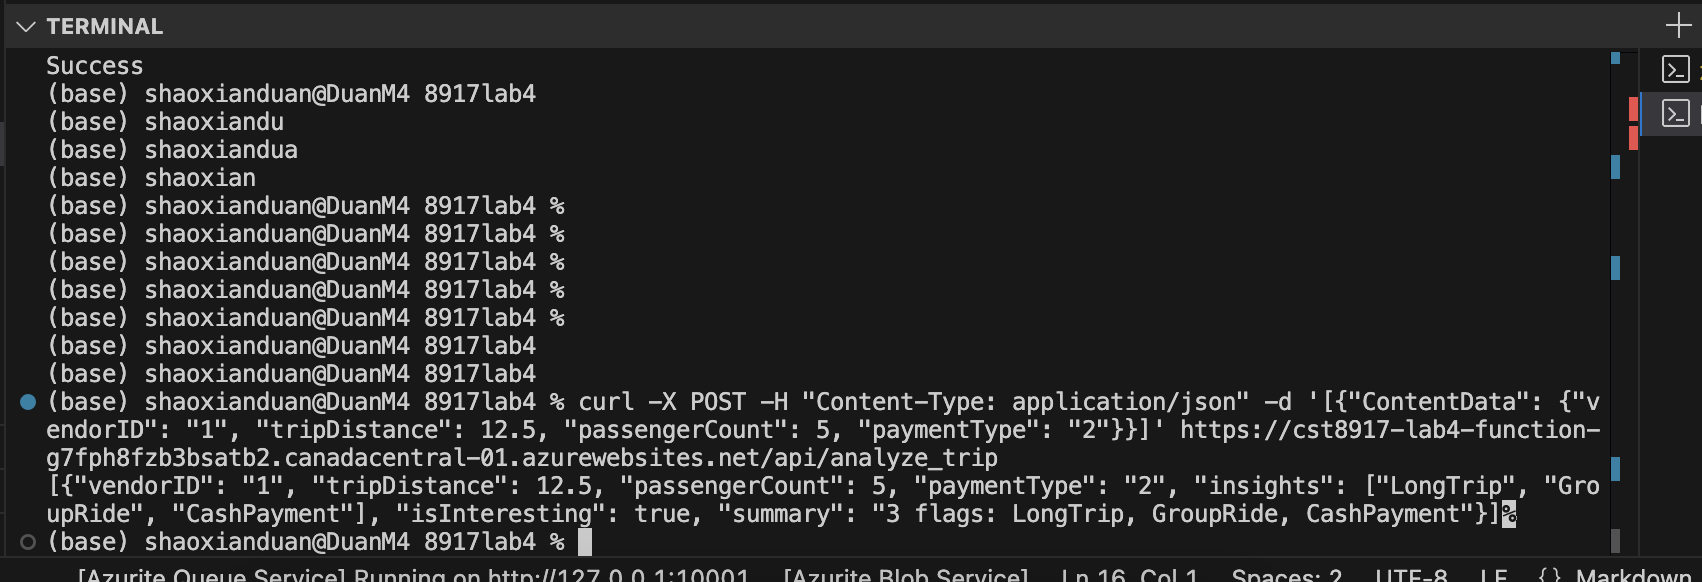 TERMINAL
Success
(base) shaoxianduan@DuanM4 8917lab4
(base) shaoxiandu
(base) shaoxiandua
(base) shaoxian
(base) shaoxianduan@DuanM4 8917lab4 %
(base) shaoxianduan@DuanM4 8917lab4 %
(base) shaoxianduan@DuanM4 8917lab4 %
(base) shaoxianduan@DuanM4 8917lab4 %
(base) shaoxianduan@DuanM4 8917lab4 %
(base) shaoxianduan@DuanM4 8917lab4
(base) shaoxianduan@DuanM4 8917lab4
(base) shaoxianduan@DuanM4 8917lab4 % curl -X POST -H "Content-Type: application/json" -d '[{"ContentData": {"v
endorID": "1", "tripDistance": 12.5, "passengerCount": 5, "paymentType": "2"}}]' https://cst8917-lab4-function-
g7fph8fzb3bsatb2.canadacentral-01.azurewebsites.net/api/analyze_trip
[{"vendorID": "1", "tripDistance": 12.5, "passengerCount": 5, "paymentType": "2", "insights": ["LongTrip", "Gro
upRide", "CashPayment"], "isInteresting": true, "summary": "3 flags: LongTrip, GroupRide, CashPayment"}]%
(base) shaoxianduan@DuanM4 8917lab4 %
[Azurite Queue Service] Running on http://127.0.0.1:10001 [Azurite Blob Service] Ln 16, Col 1 Spaces: 2 UTF-8 LF {} Markdown